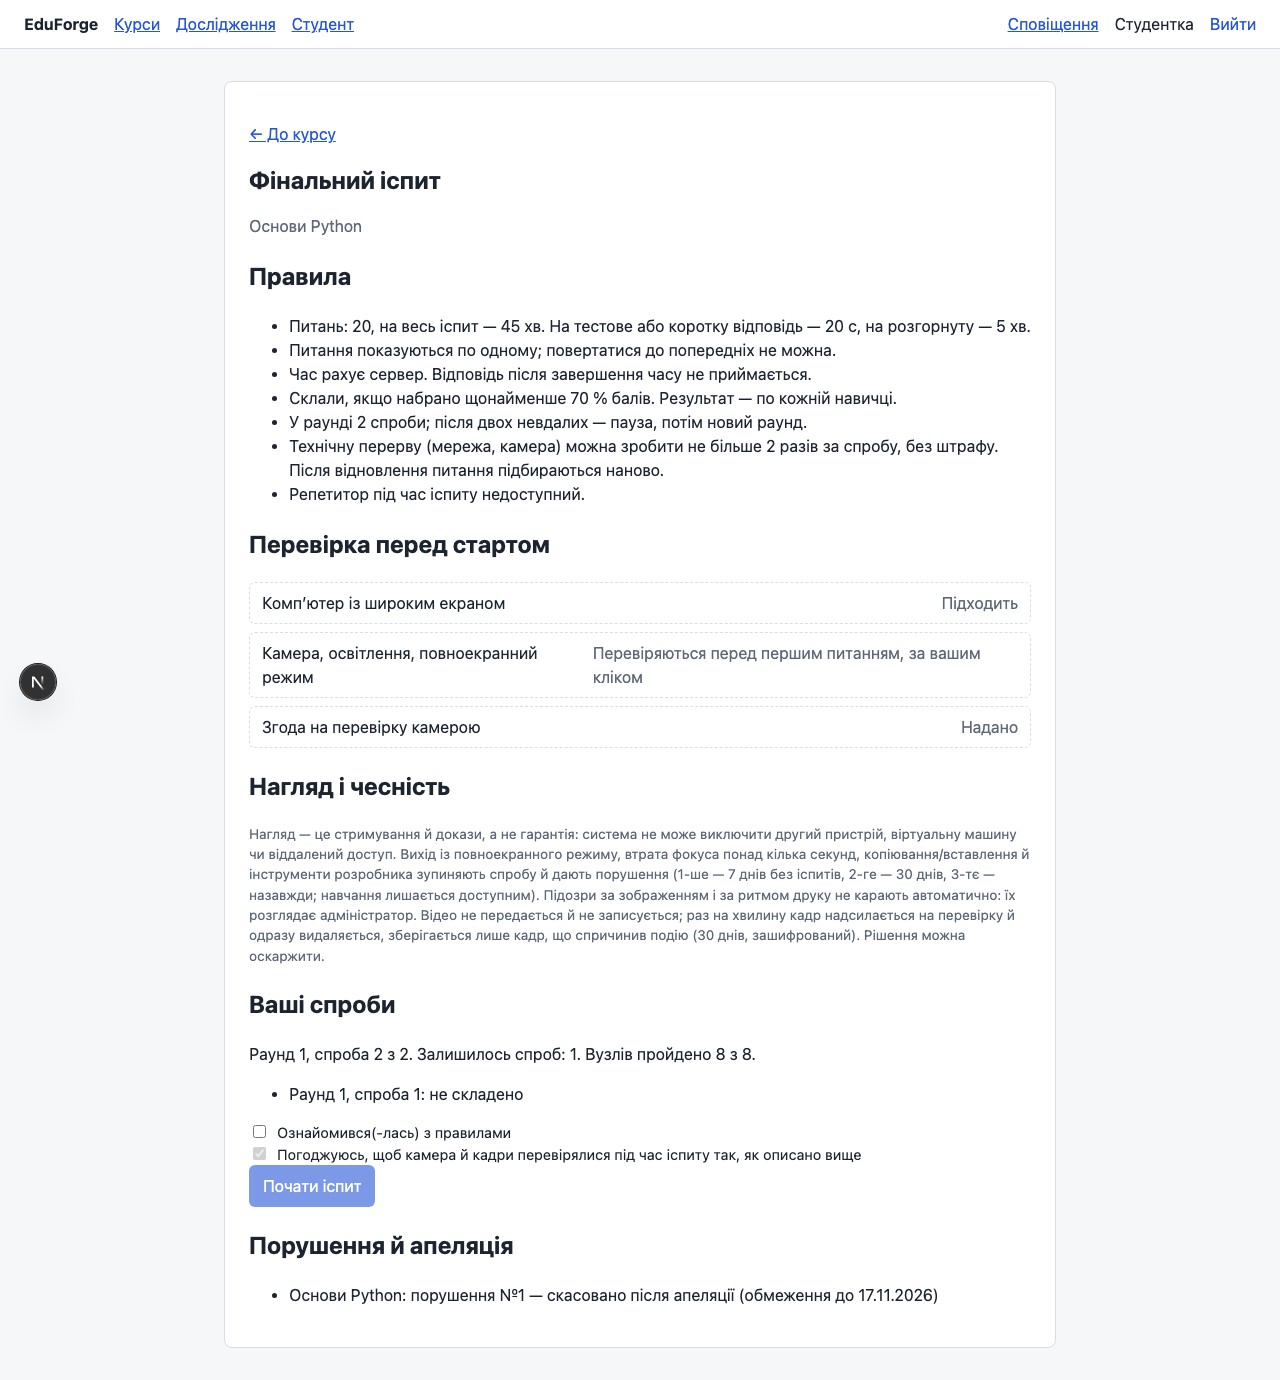 EduForge Курси Дослідження Студент Сповіщення Студентка Вийти
← До курсу
Фінальний іспит
Основи Python
Правила
• Питань: 20, на весь іспит — 45 хв. На тестове або коротку відповідь — 20 с, на розгорнуту — 5 хв.
• Питання показуються по одному; повертатися до попередніх не можна.
• Час рахує сервер. Відповідь після завершення часу не приймається.
• Склали, якщо набрано щонайменше 70 % балів. Результат — по кожній навичці.
• У раунді 2 спроби; після двох невдалих — пауза, потім новий раунд.
• Технічну перерву (мережа, камера) можна зробити не більше 2 разів за спробу, без штрафу.
Після відновлення питання підбираються наново.
• Репетитор під час іспиту недоступний.
Перевірка перед стартом
Комп’ютер із широким екраном Підходить
Камера, освітлення, повноекранний
режим
Перевіряються перед першим питанням, за вашим
кліком
Згода на перевірку камерою Надано
Нагляд і чесність
Нагляд — це стримування й докази, а не гарантія: система не може виключити другий пристрій, віртуальну машину
чи віддалений доступ. Вихід із повноекранного режиму, втрата фокуса понад кілька секунд, копіювання/вставлення й
інструменти розробника зупиняють спробу й дають порушення (1-ше — 7 днів без іспитів, 2-ге — 30 днів, 3-тє —
назавжди; навчання лишається доступним). Підозри за зображенням і за ритмом друку не карають автоматично: їх
розглядає адміністратор. Відео не передається й не записується; раз на хвилину кадр надсилається на перевірку й
одразу видаляється, зберігається лише кадр, що спричинив подію (30 днів, зашифрований). Рішення можна
оскаржити.
Ваші спроби
Раунд 1, спроба 2 з 2. Залишилось спроб: 1. Вузлів пройдено 8 з 8.
• Раунд 1, спроба 1: не складено
Ознайомився(-лась) з правилами
Погоджуюсь, щоб камера й кадри перевірялися під час іспиту так, як описано вище
Почати іспит
Порушення й апеляція
• Основи Python: порушення №1 — скасовано після апеляції (обмеження до 17.11.2026)
N